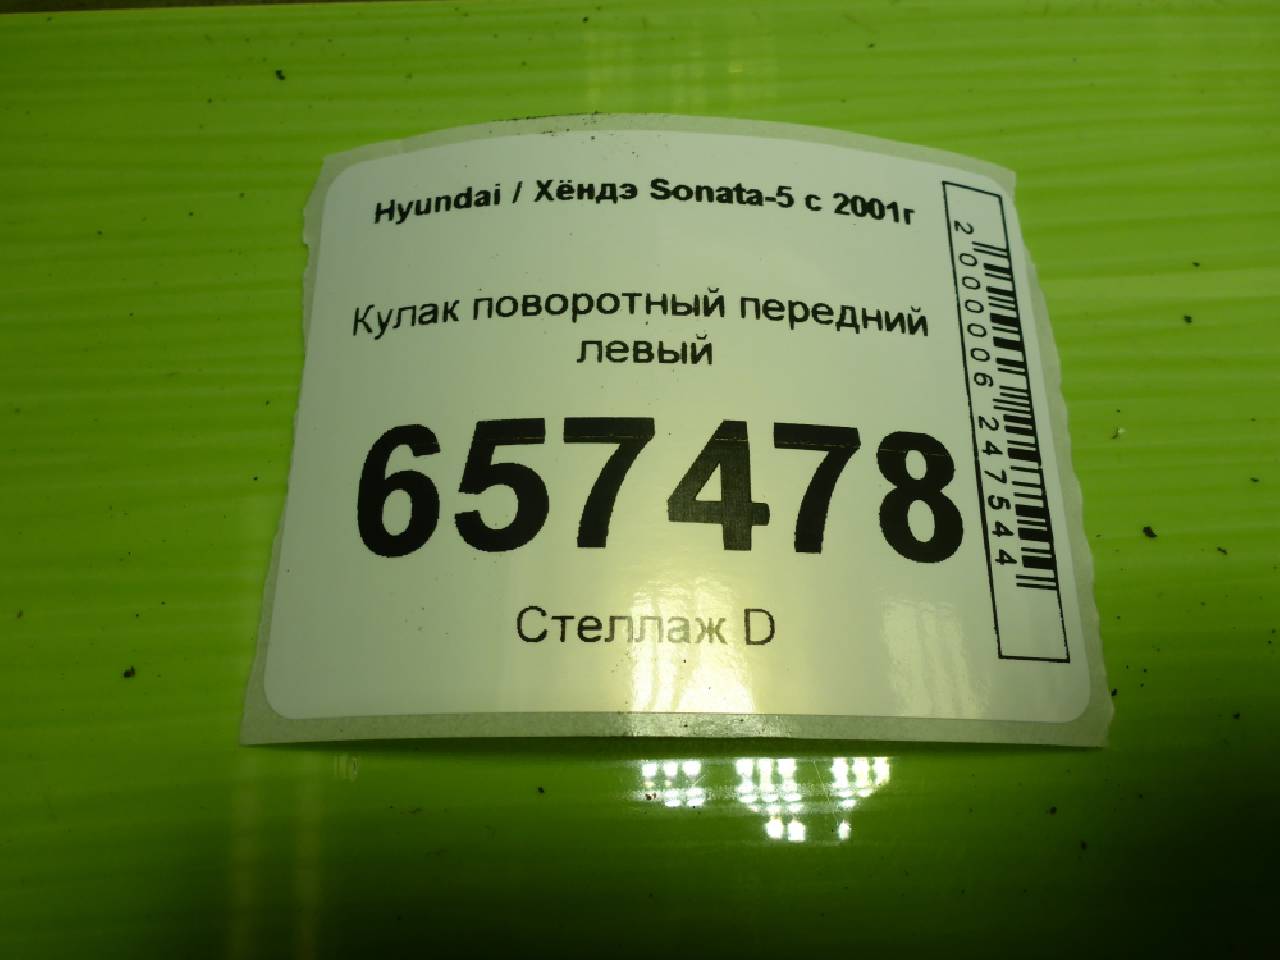 Hyundai / Хёндэ Sonata-5 с 2001г
Кулак поворотный передний
левый
657478
Стеллаж D
2000006247544